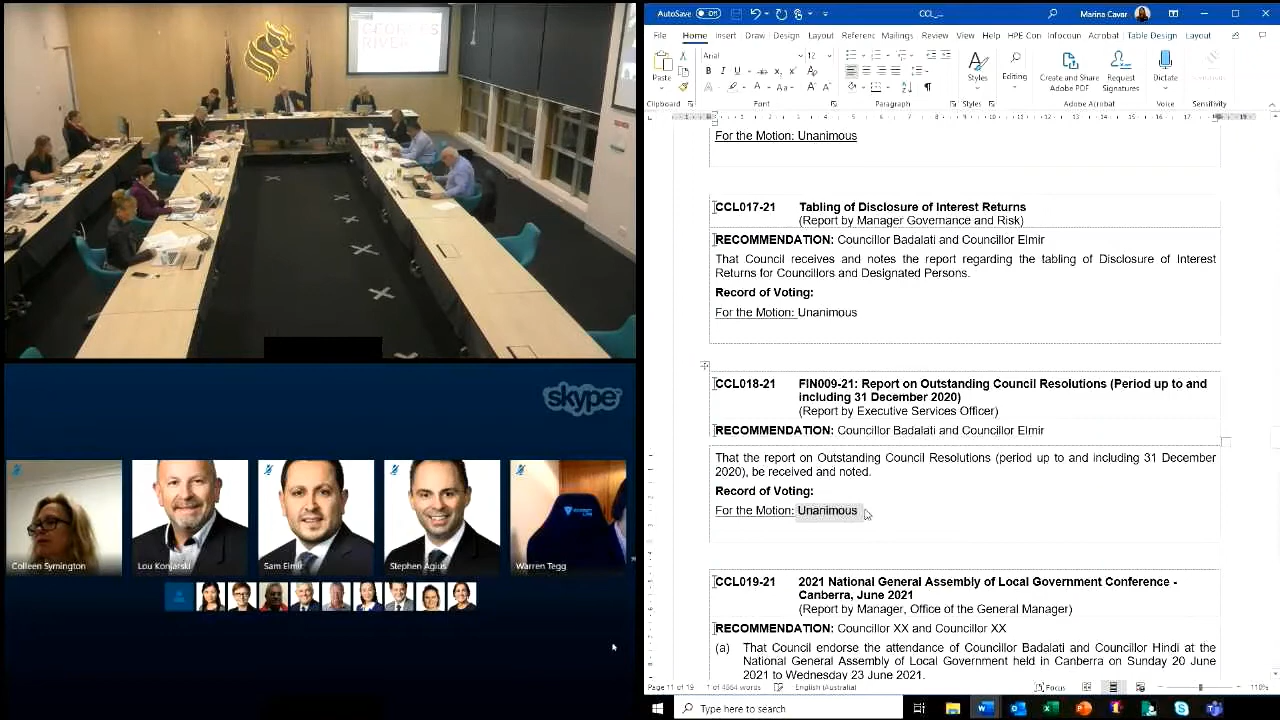 GEORGES
RIVER
skype
Colleen Symington
Lou Konjarski
Sam Elmir
Stephen Agius
Warren Tegg
AutoSave Off
CCL_...
Marina Cavar
File Home Insert Draw Design Layout References Mailings Review View Help HPE Con Infocoun Acrobat Table Design Layout
Arial
12
Paste
Styles
Editing
Create and Share Adobe PDF
Request Signatures
Dictate
Sensitivity
Clipboard Font Paragraph Styles Adobe Acrobat Voice Sensitivity
For the Motion: Unanimous
CCL017-21 Tabling of Disclosure of Interest Returns
(Report by Manager Governance and Risk)
RECOMMENDATION: Councillor Badalati and Councillor Elmir
That Council receives and notes the report regarding the tabling of Disclosure of Interest
Returns for Councillors and Designated Persons.
Record of Voting:
For the Motion: Unanimous
CCL018-21 FIN009-21: Report on Outstanding Council Resolutions (Period up to and
including 31 December 2020)
(Report by Executive Services Officer)
RECOMMENDATION: Councillor Badalati and Councillor Elmir
That the report on Outstanding Council Resolutions (period up to and including 31 December
2020), be received and noted.
Record of Voting:
For the Motion: Unanimous
CCL019-21 2021 National General Assembly of Local Government Conference -
Canberra, June 2021
(Report by Manager, Office of the General Manager)
RECOMMENDATION: Councillor XX and Councillor XX
(a) That Council endorse the attendance of Councillor Badalati and Councillor Hindi at the
National General Assembly of Local Government held in Canberra on Sunday 20 June
2021 to Wednesday 23 June 2021.
Page 11 of 19 1 of 4864 words English (Australia) Focus 110%
Type here to search